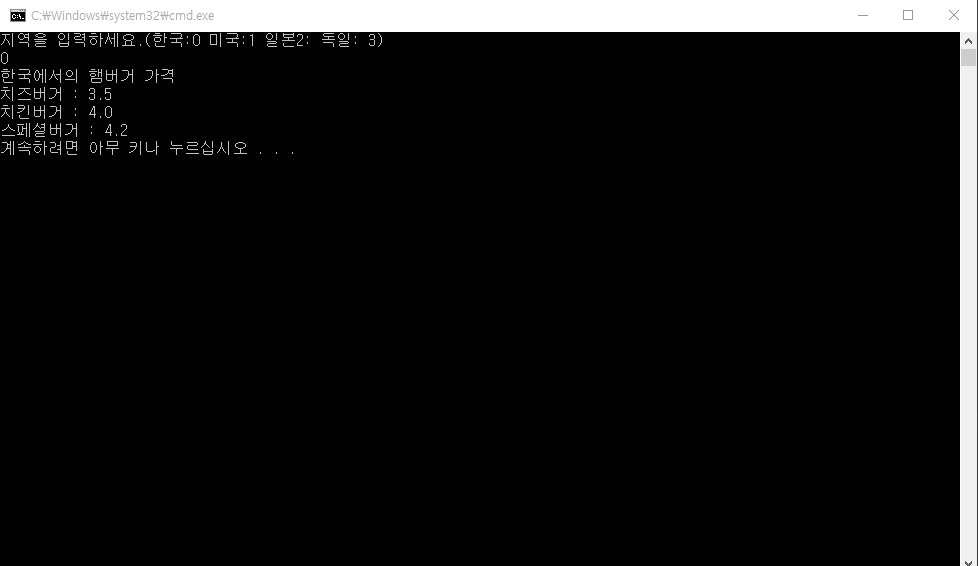 C:\Windows\system32\cmd.exe
지역을 입력하세요.(한국:0 미국:1 일본2: 독일: 3)
0
한국에서의 햄버거 가격
치즈버거 : 3.5
치킨버거 : 4.0
스페셜버거 : 4.2
계속하려면 아무 키나 누르십시오 . . .